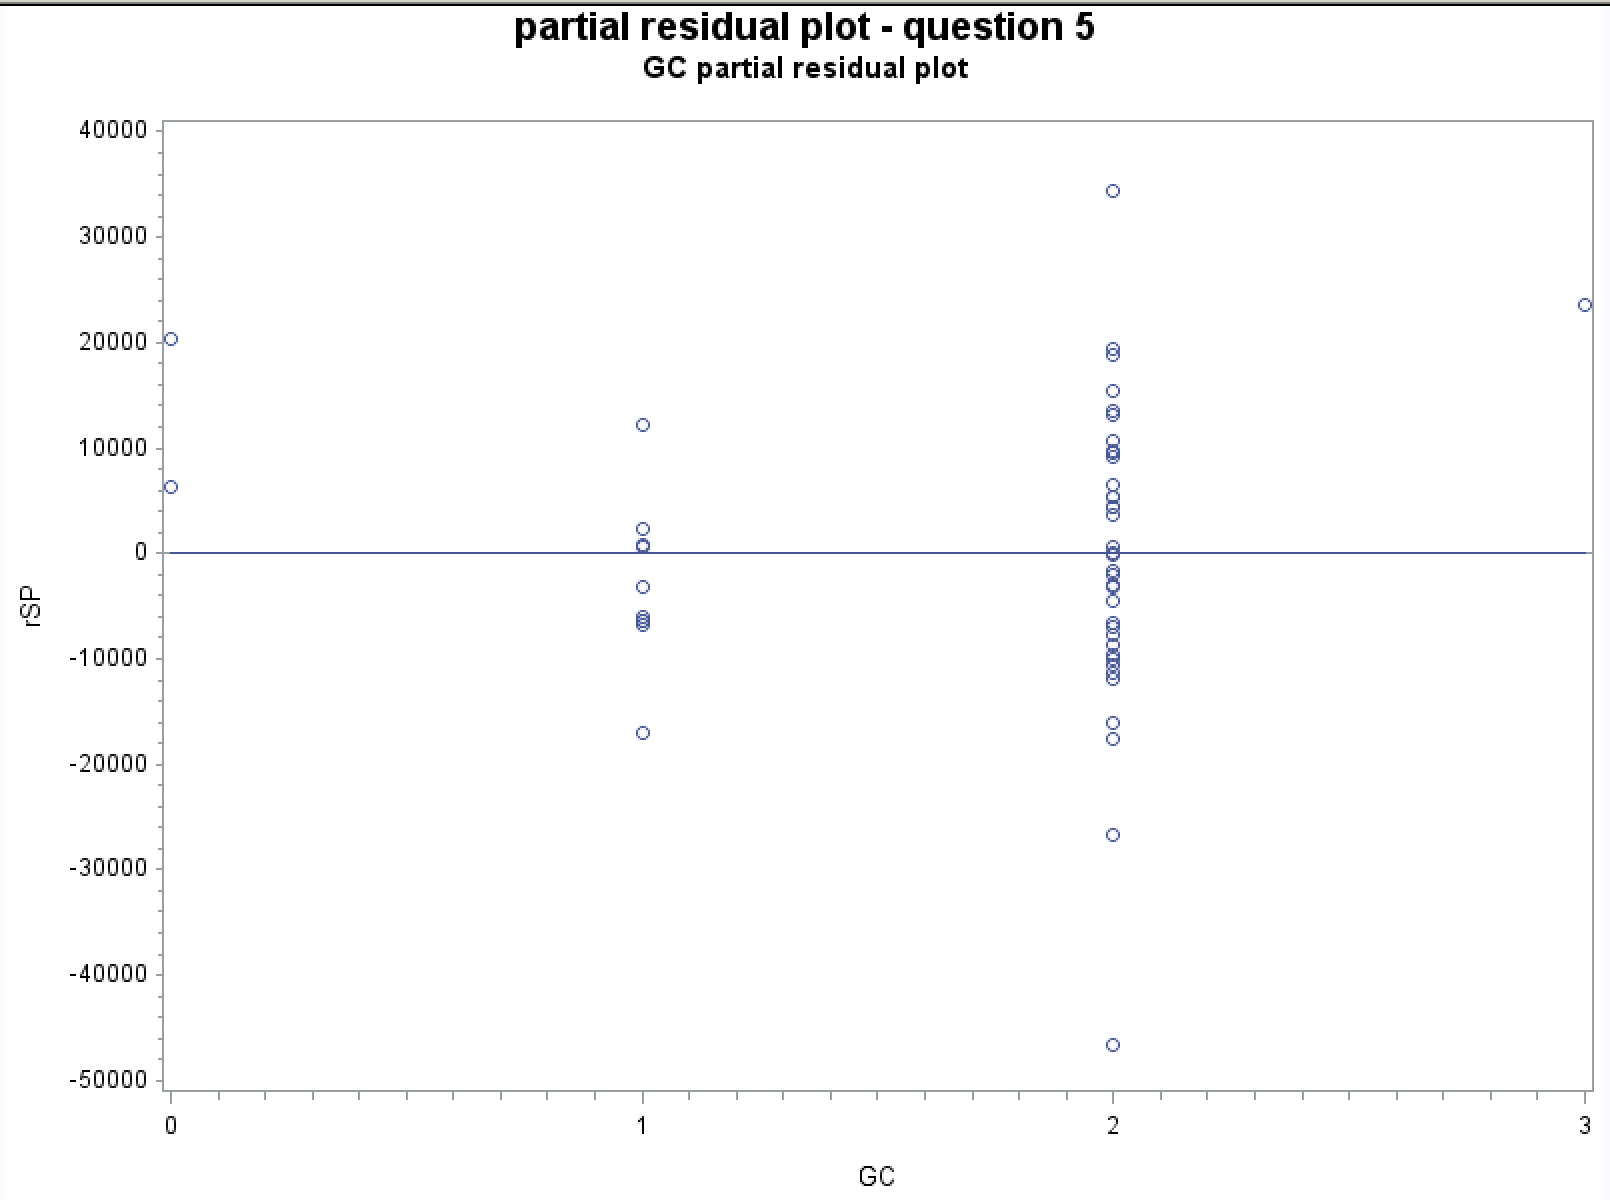 partial residual plot - question 5
GC partial residual plot
40000
30000
20000
10000
0
-10000
-20000
-30000
-40000
-50000
rSP
0 1 2 3
GC